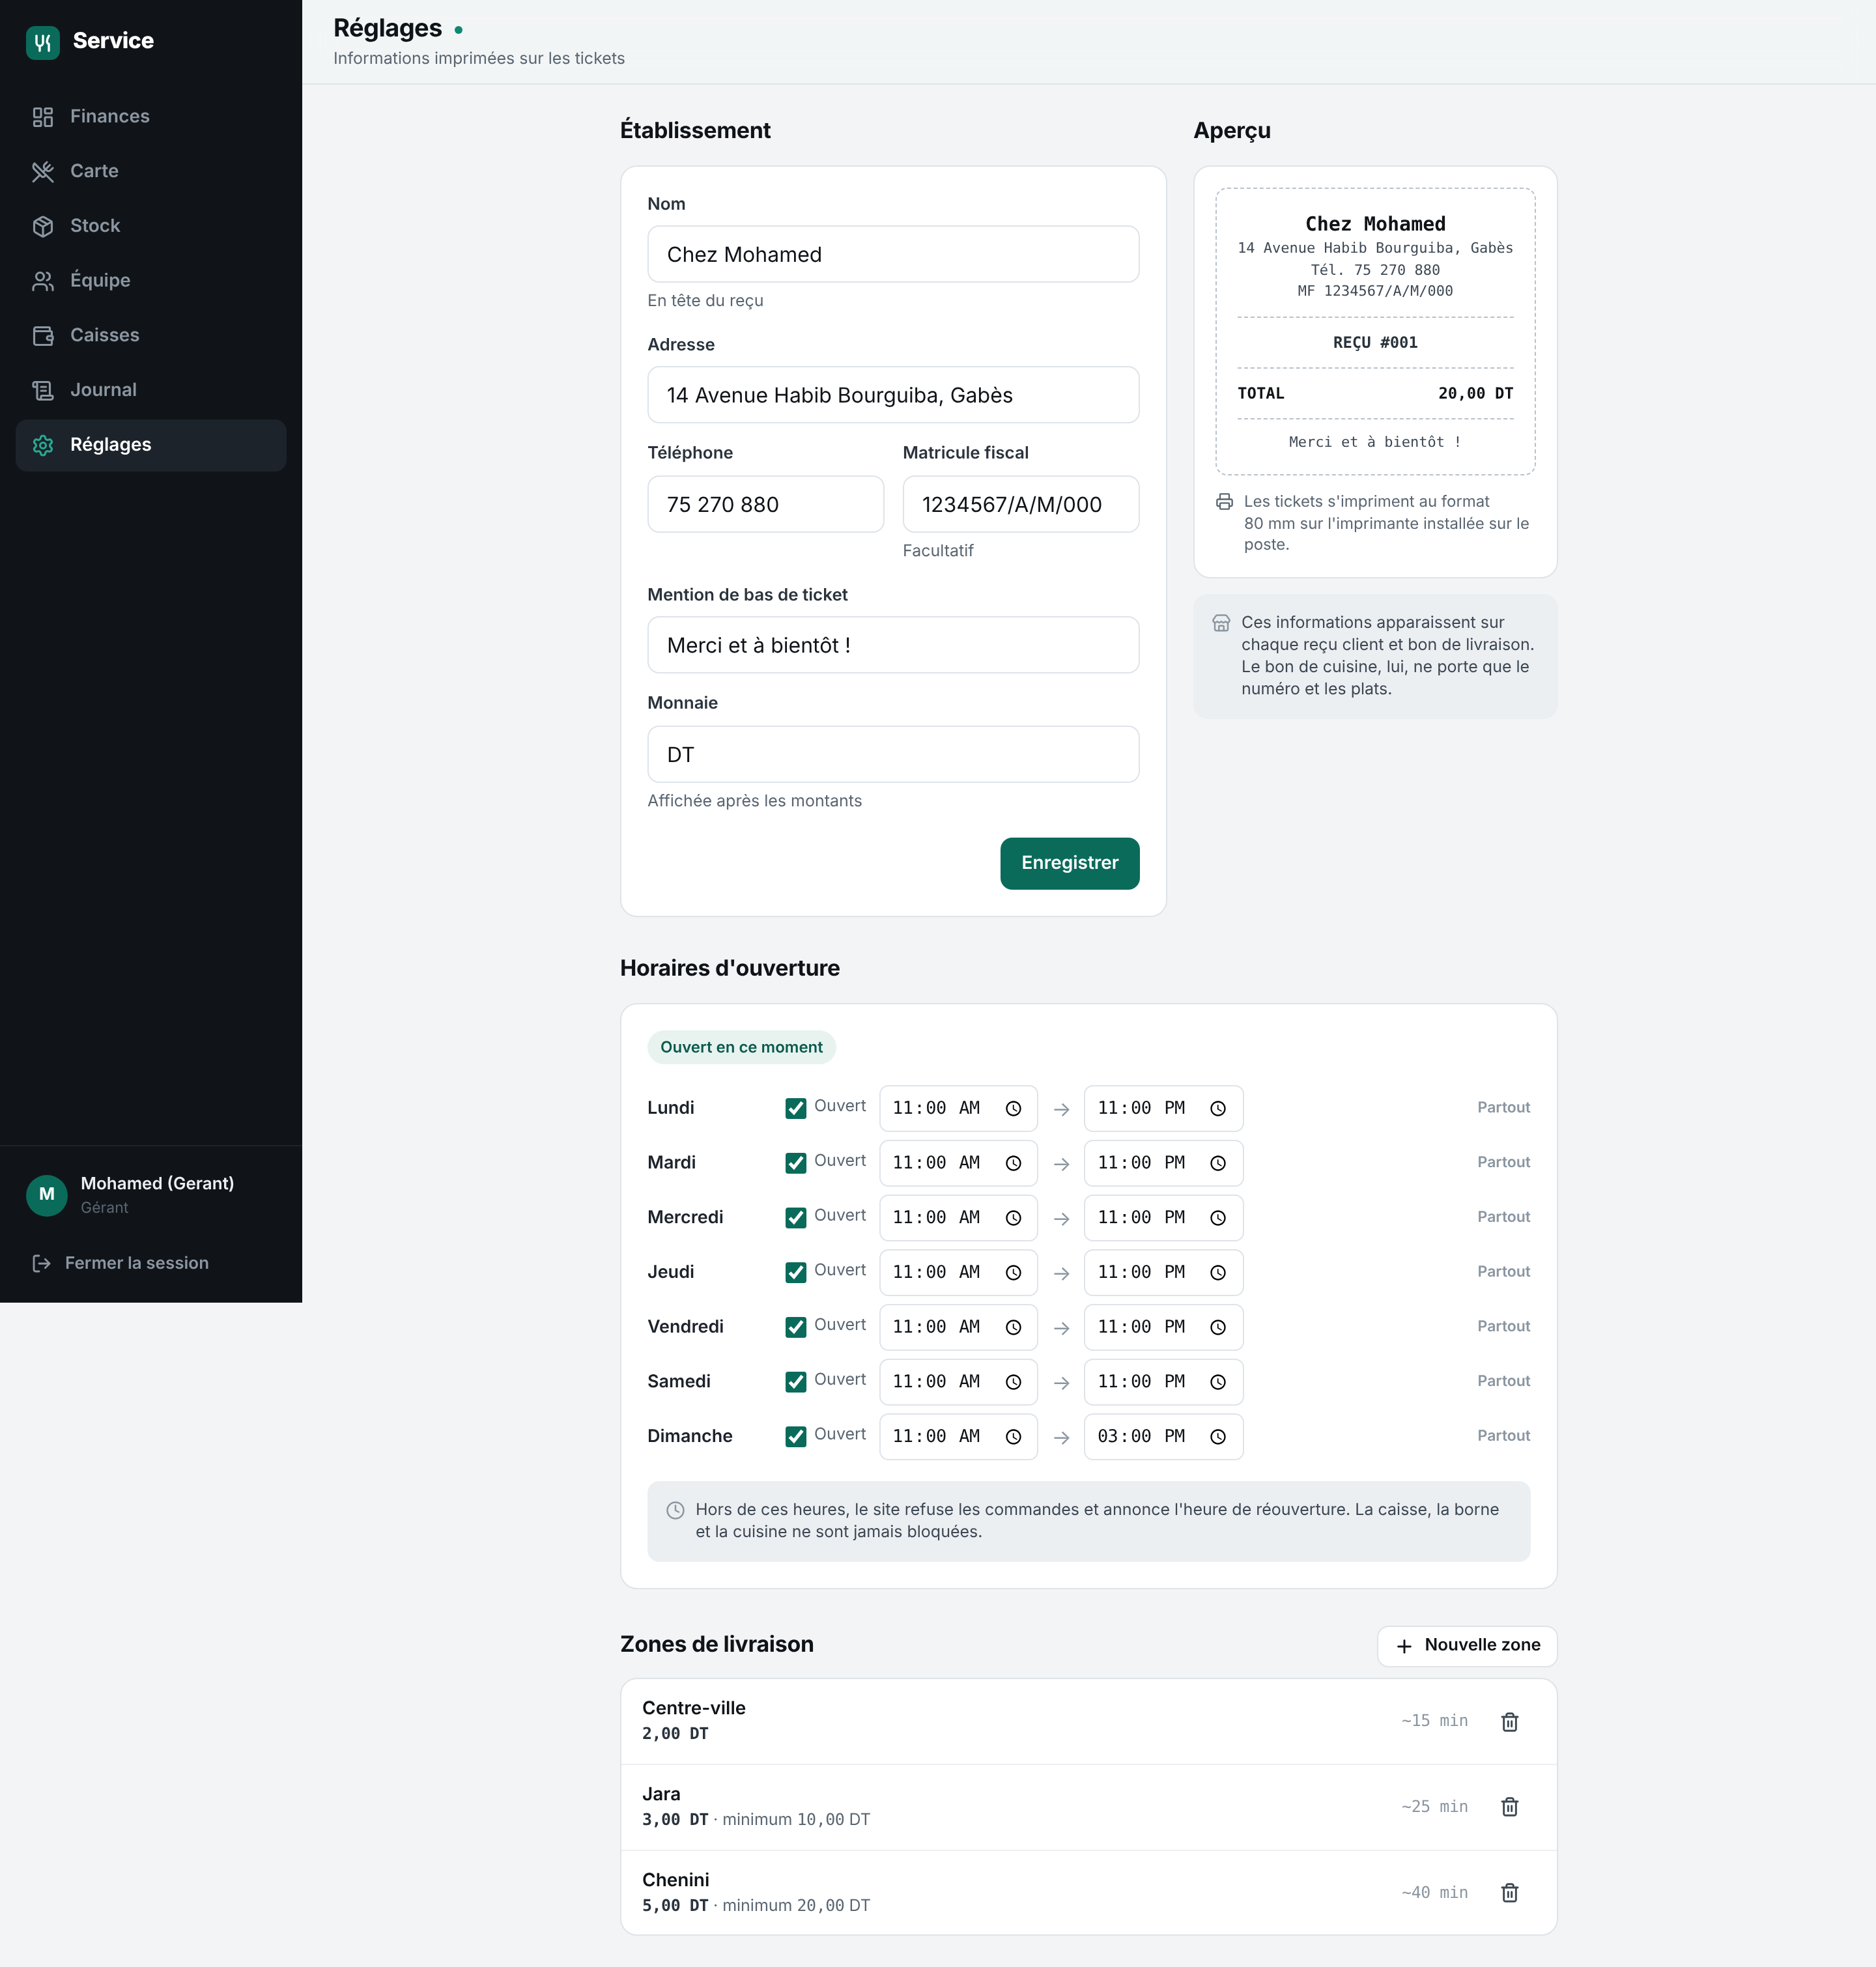 Service
Finances
Carte
Stock
Équipe
Caisses
Journal
Réglages
Mohamed (Gerant)
Gérant
M
Fermer la session
Réglages
Informations imprimées sur les tickets
Établissement
Nom
Chez Mohamed
En tête du reçu
Adresse
14 Avenue Habib Bourguiba, Gabès
Téléphone
75 270 880
Matricule fiscal
1234567/A/M/000
Facultatif
Mention de bas de ticket
Merci et à bientôt !
Monnaie
DT
Affichée après les montants
Enregistrer
Aperçu
Chez Mohamed
14 Avenue Habib Bourguiba, Gabès
Tél. 75 270 880
MF 1234567/A/M/000
REÇU #001
TOTAL 20,00 DT
Merci et à bientôt !
Les tickets s'impriment au format
80 mm sur l'imprimante installée sur le
poste.
Ces informations apparaissent sur
chaque reçu client et bon de livraison.
Le bon de cuisine, lui, ne porte que le
numéro et les plats.
Horaires d'ouverture
Ouvert en ce moment
Lundi Ouvert 11:00 AM → 11:00 PM Partout
Mardi Ouvert 11:00 AM → 11:00 PM Partout
Mercredi Ouvert 11:00 AM → 11:00 PM Partout
Jeudi Ouvert 11:00 AM → 11:00 PM Partout
Vendredi Ouvert 11:00 AM → 11:00 PM Partout
Samedi Ouvert 11:00 AM → 11:00 PM Partout
Dimanche Ouvert 11:00 AM → 03:00 PM Partout
Hors de ces heures, le site refuse les commandes et annonce l'heure de réouverture. La caisse, la borne
et la cuisine ne sont jamais bloquées.
Zones de livraison
+ Nouvelle zone
Centre-ville
2,00 DT
~15 min
Jara
3,00 DT · minimum 10,00 DT
~25 min
Chenini
5,00 DT · minimum 20,00 DT
~40 min